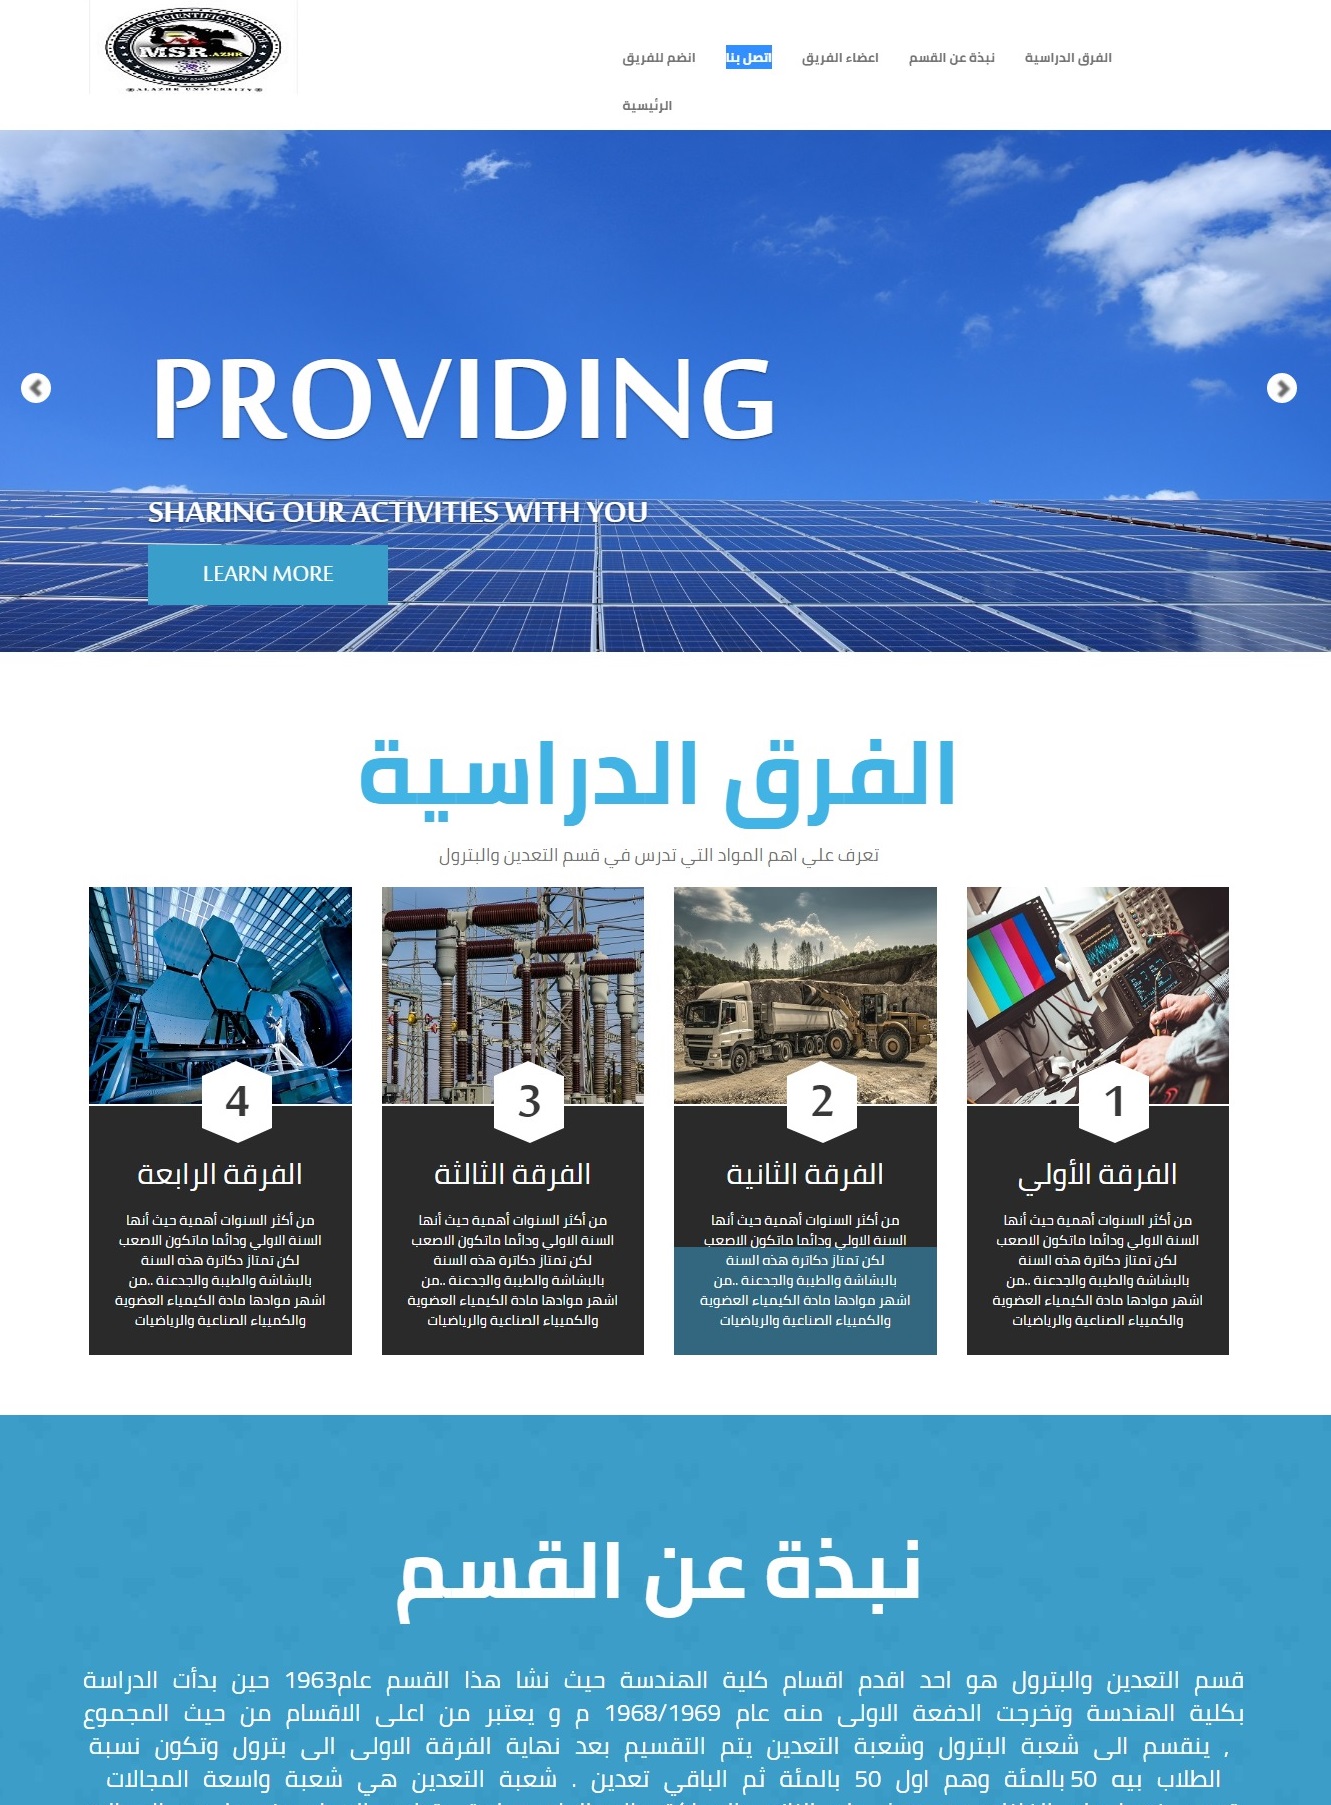 MINING & SCIENTIFIC RESEARCH
MSR.AZHR
FACULTY OF ENGINEERING
ALAZHR UNIVERSITY
الفرق الدراسية
نبذة عن القسم
اعضاء الفريق
اتصل بنا
انضم للفريق
الرئيسية
PROVIDING
SHARING OUR ACTIVITIES WITH YOU
LEARN MORE
الفرق الدراسية
تعرف علي اهم المواد التي تدرس في قسم التعدين والبترول
1
الفرقة الأولي
من أكثر السنوات أهمية حيث أنها
السنة الاولي ودائما ماتكون الاصعب
لكن تمتاز دكاترة هذه السنة
بالبشاشة والطيبة والجدعنة ..من
اشهر موادها مادة الكيمياء العضوية
والكمبياء الصناعية والرياضيات
2
الفرقة الثانية
من أكثر السنوات أهمية حيث أنها
السنة الاولي ودائما ماتكون الاصعب
لكن تمتاز دكاترة هذه السنة
بالبشاشة والطيبة والجدعنة ..من
اشهر موادها مادة الكيمياء العضوية
والكمبياء الصناعية والرياضيات
3
الفرقة الثالثة
من أكثر السنوات أهمية حيث أنها
السنة الاولي ودائما ماتكون الاصعب
لكن تمتاز دكاترة هذه السنة
بالبشاشة والطيبة والجدعنة ..من
اشهر موادها مادة الكيمياء العضوية
والكمبياء الصناعية والرياضيات
4
الفرقة الرابعة
من أكثر السنوات أهمية حيث أنها
السنة الاولي ودائما ماتكون الاصعب
لكن تمتاز دكاترة هذه السنة
بالبشاشة والطيبة والجدعنة ..من
اشهر موادها مادة الكيمياء العضوية
والكمبياء الصناعية والرياضيات
نبذة عن القسم
قسم التعدين والبترول هو احد اقدم اقسام كلية الهندسة حيث نشا هذا القسم عام1963 حين بدأت الدراسة
بكلية الهندسة وتخرجت الدفعة الاولى منه عام 1968/1969 م و يعتبر من اعلى الاقسام من حيث المجموع
, ينقسم الى شعبة البترول وشعبة التعدين يتم التقسيم بعد نهاية الفرقة الاولى الى بترول وتكون نسبة
الطلاب بيه 50 بالمئة وهم اول 50 بالمئة ثم الباقي تعدين . شعبة التعدين هي شعبة واسعة المجالات